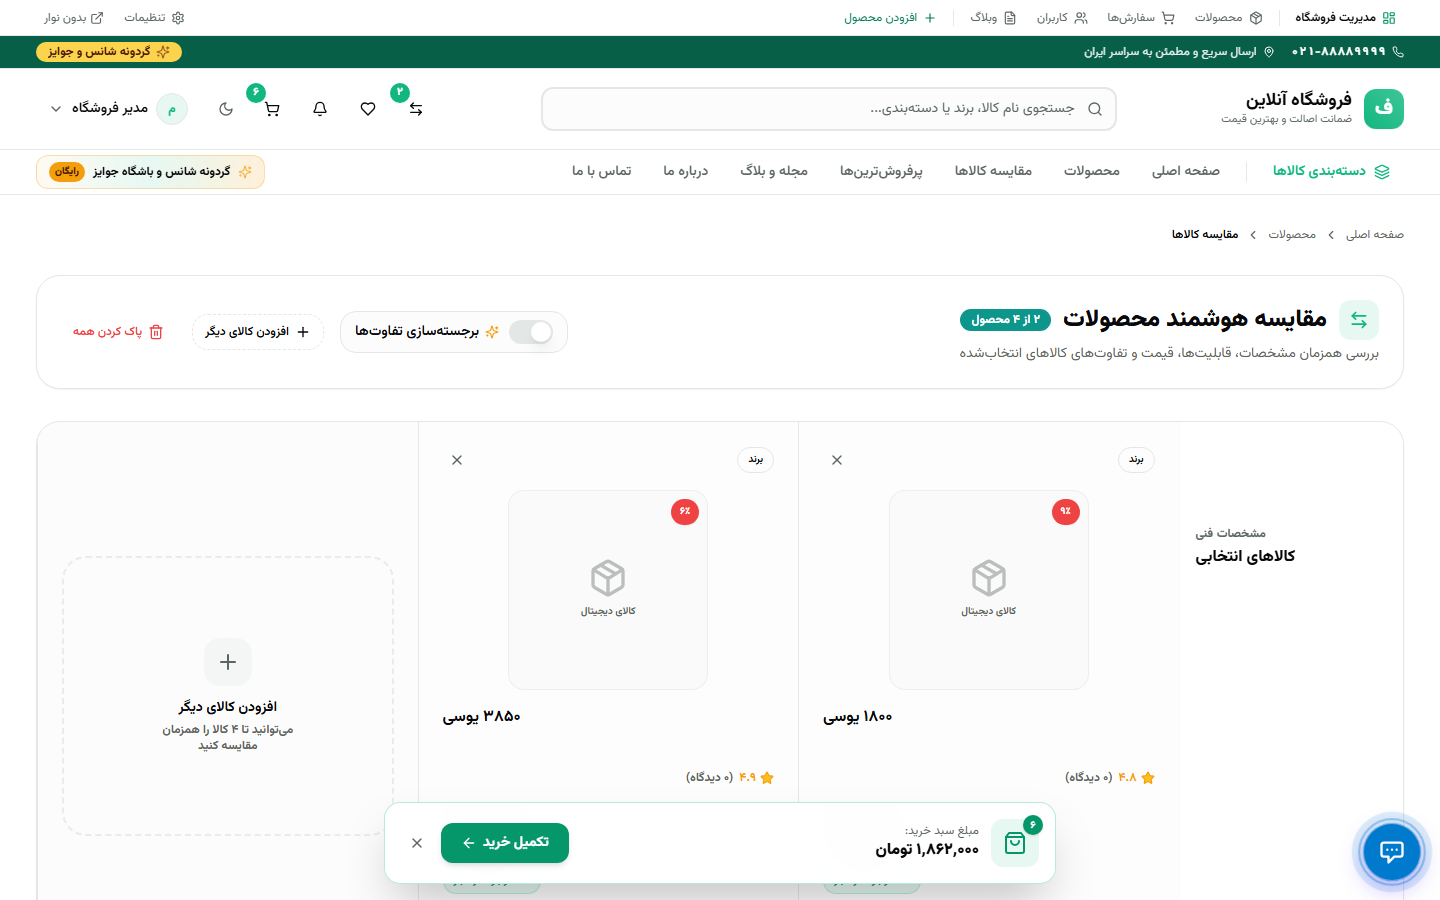 مدیریت فروشگاه
محصولات
سفارش‌ها
کاربران
وبلاگ
افزودن محصول
تنظیمات
بدون نوار
۰۲۱-۸۸۸۸۹۹۹۹
ارسال سریع و مطمئن به سراسر ایران
گردونه شانس و جوایز
ف
فروشگاه آنلاین
ضمانت اصالت و بهترین قیمت
جستجوی نام کالا، برند یا دسته‌بندی...
۲
۶
م
مدیر فروشگاه
دسته‌بندی کالاها
صفحه اصلی
محصولات
مقایسه کالاها
پرفروش‌ترین‌ها
مجله و بلاگ
درباره ما
تماس با ما
گردونه شانس و باشگاه جوایز
رایگان
صفحه اصلی
محصولات
مقایسه کالاها
مقایسه هوشمند محصولات
۲ از ۴ محصول
بررسی همزمان مشخصات، قابلیت‌ها، قیمت و تفاوت‌های کالاهای انتخاب‌شده
برجسته‌سازی تفاوت‌ها
افزودن کالای دیگر
پاک کردن همه
مشخصات فنی
کالاهای انتخابی
برند
۹٪
کالای دیجیتال
۱۸۰۰ یوسی
۴.۸
(۰ دیدگاه)
برند
۶٪
کالای دیجیتال
۳۸۵۰ یوسی
۴.۹
(۰ دیدگاه)
افزودن کالای دیگر
می‌توانید تا ۴ کالا را همزمان
مقایسه کنید
۶
مبلغ سبد خرید:
۱,۸۶۲,۰۰۰ تومان
تکمیل خرید